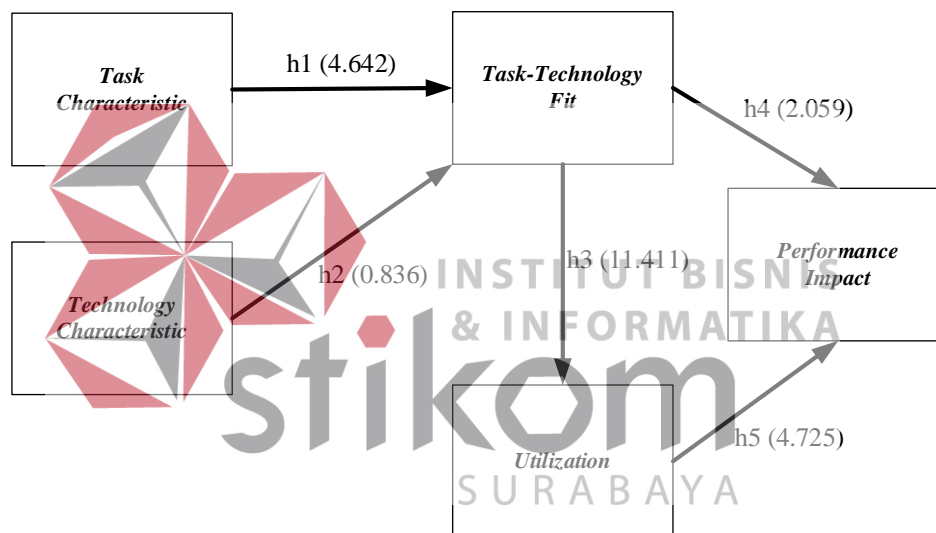 Task
Characteristic
h1 (4.642)
Task-Technology
Fit
h4 (2.059)
h2 (0.836)
h3 (11.411)
Technology
Characteristic
Performance
Impact
INSTITUT BISNIS
& INFORMATIKA
stikom
SURABAYA
Utilization
h5 (4.725)